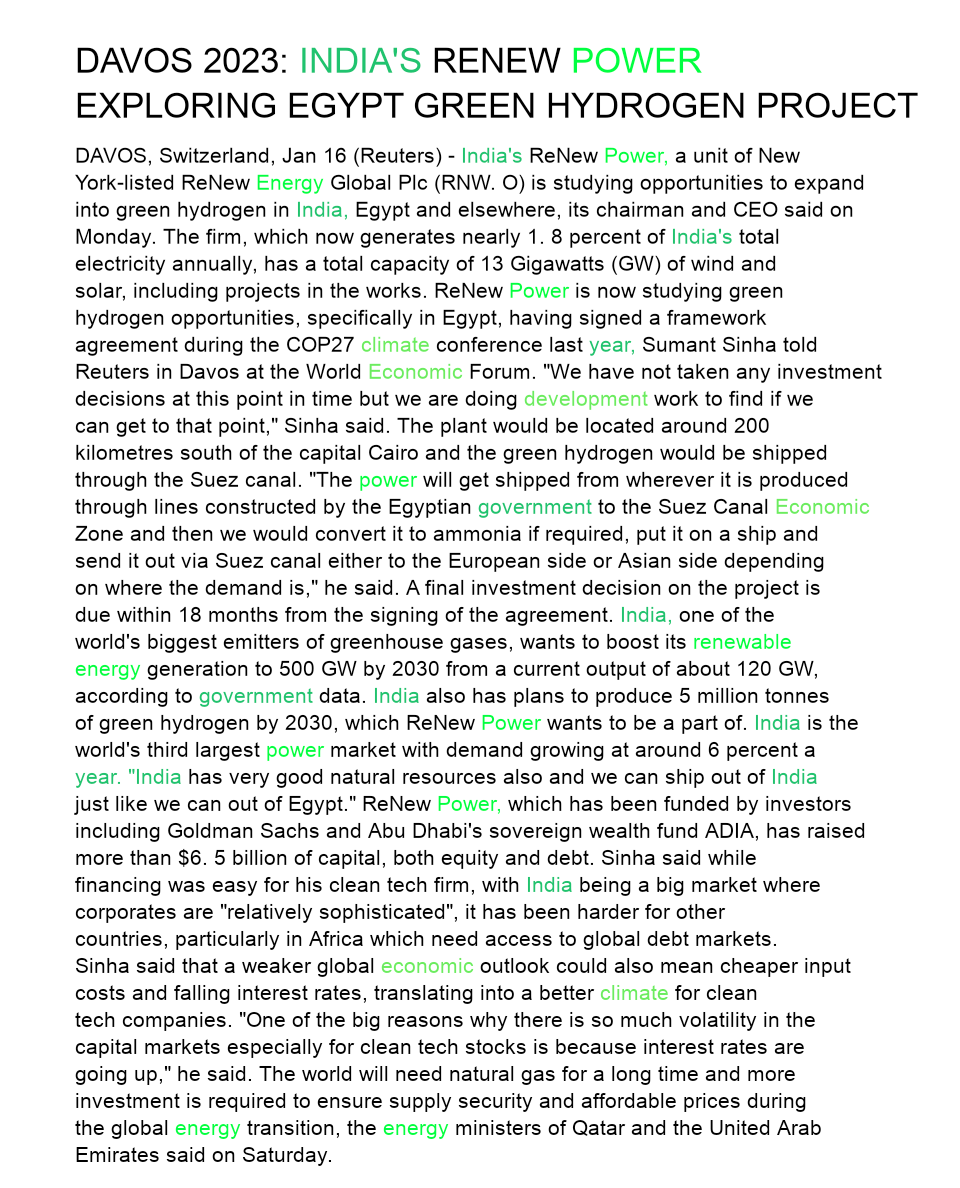 DAVOS 2023: INDIA'S RENEW POWER
EXPLORING EGYPT GREEN HYDROGEN PROJECT
DAVOS, Switzerland, Jan 16 (Reuters) - India's ReNew Power, a unit of New
York-listed ReNew Energy Global Plc (RNW. O) is studying opportunities to expand
into green hydrogen in India, Egypt and elsewhere, its chairman and CEO said on
Monday. The firm, which now generates nearly 1. 8 percent of India's total
electricity annually, has a total capacity of 13 Gigawatts (GW) of wind and
solar, including projects in the works. ReNew Power is now studying green
hydrogen opportunities, specifically in Egypt, having signed a framework
agreement during the COP27 climate conference last year, Sumant Sinha told
Reuters in Davos at the World Economic Forum. "We have not taken any investment
decisions at this point in time but we are doing development work to find if we
can get to that point," Sinha said. The plant would be located around 200
kilometres south of the capital Cairo and the green hydrogen would be shipped
through the Suez canal. "The power will get shipped from wherever it is produced
through lines constructed by the Egyptian government to the Suez Canal Economic
Zone and then we would convert it to ammonia if required, put it on a ship and
send it out via Suez canal either to the European side or Asian side depending
on where the demand is," he said. A final investment decision on the project is
due within 18 months from the signing of the agreement. India, one of the
world's biggest emitters of greenhouse gases, wants to boost its renewable
energy generation to 500 GW by 2030 from a current output of about 120 GW,
according to government data. India also has plans to produce 5 million tonnes
of green hydrogen by 2030, which ReNew Power wants to be a part of. India is the
world's third largest power market with demand growing at around 6 percent a
year. "India has very good natural resources also and we can ship out of India
just like we can out of Egypt." ReNew Power, which has been funded by investors
including Goldman Sachs and Abu Dhabi's sovereign wealth fund ADIA, has raised
more than $6. 5 billion of capital, both equity and debt. Sinha said while
financing was easy for his clean tech firm, with India being a big market where
corporates are "relatively sophisticated", it has been harder for other
countries, particularly in Africa which need access to global debt markets.
Sinha said that a weaker global economic outlook could also mean cheaper input
costs and falling interest rates, translating into a better climate for clean
tech companies. "One of the big reasons why there is so much volatility in the
capital markets especially for clean tech stocks is because interest rates are
going up," he said. The world will need natural gas for a long time and more
investment is required to ensure supply security and affordable prices during
the global energy transition, the energy ministers of Qatar and the United Arab
Emirates said on Saturday.